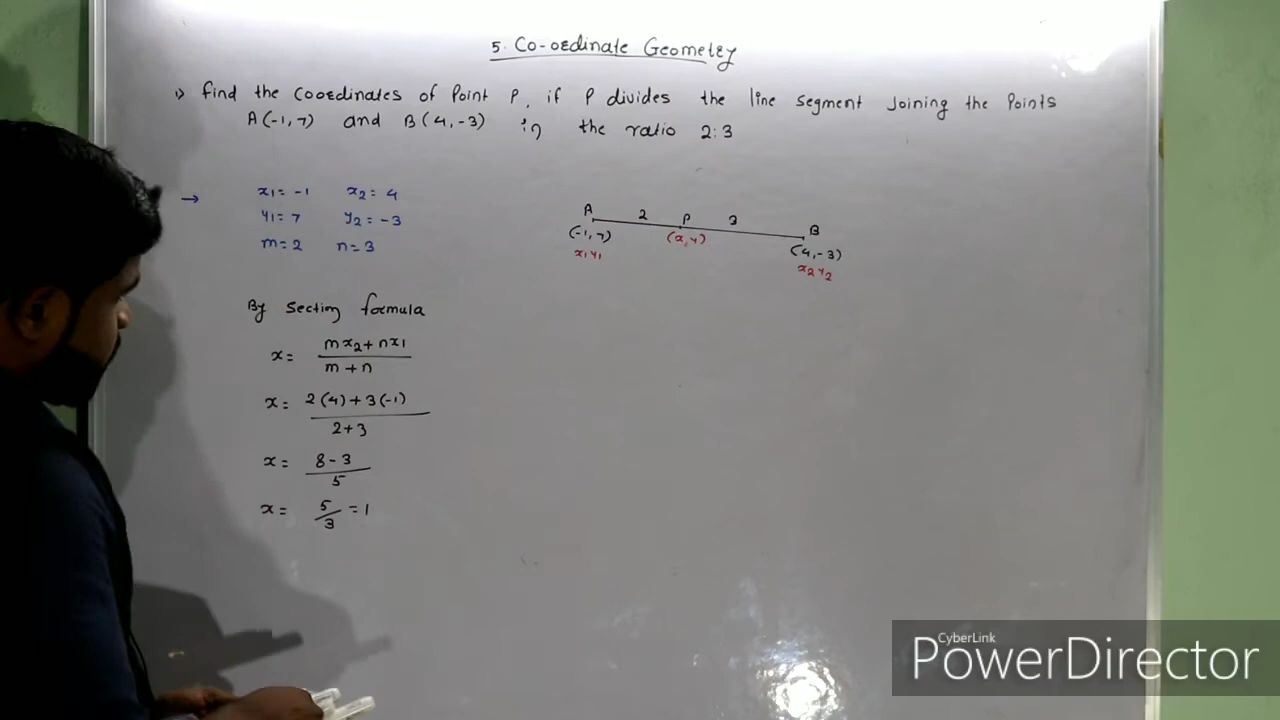 5. Co-ordinate Geometry
1) Find the coordinates of Point P, if P divides the line segment Joining the Points
A(-1,7) and B(4,-3) in the ratio 2:3
→ x1 = -1 x2 = 4
y1 = 7 y2 = -3
m = 2 n = 3
A 2 P 3 B
(-1,7) (x,y) (4,-3)
x1y1 x2y2
By section formula
x = mx2 + nx1 / m + n
x = 2(4) + 3(-1) / 2+3
x = 8-3 / 5
x = 5/3 = 1
CyberLink
PowerDirector